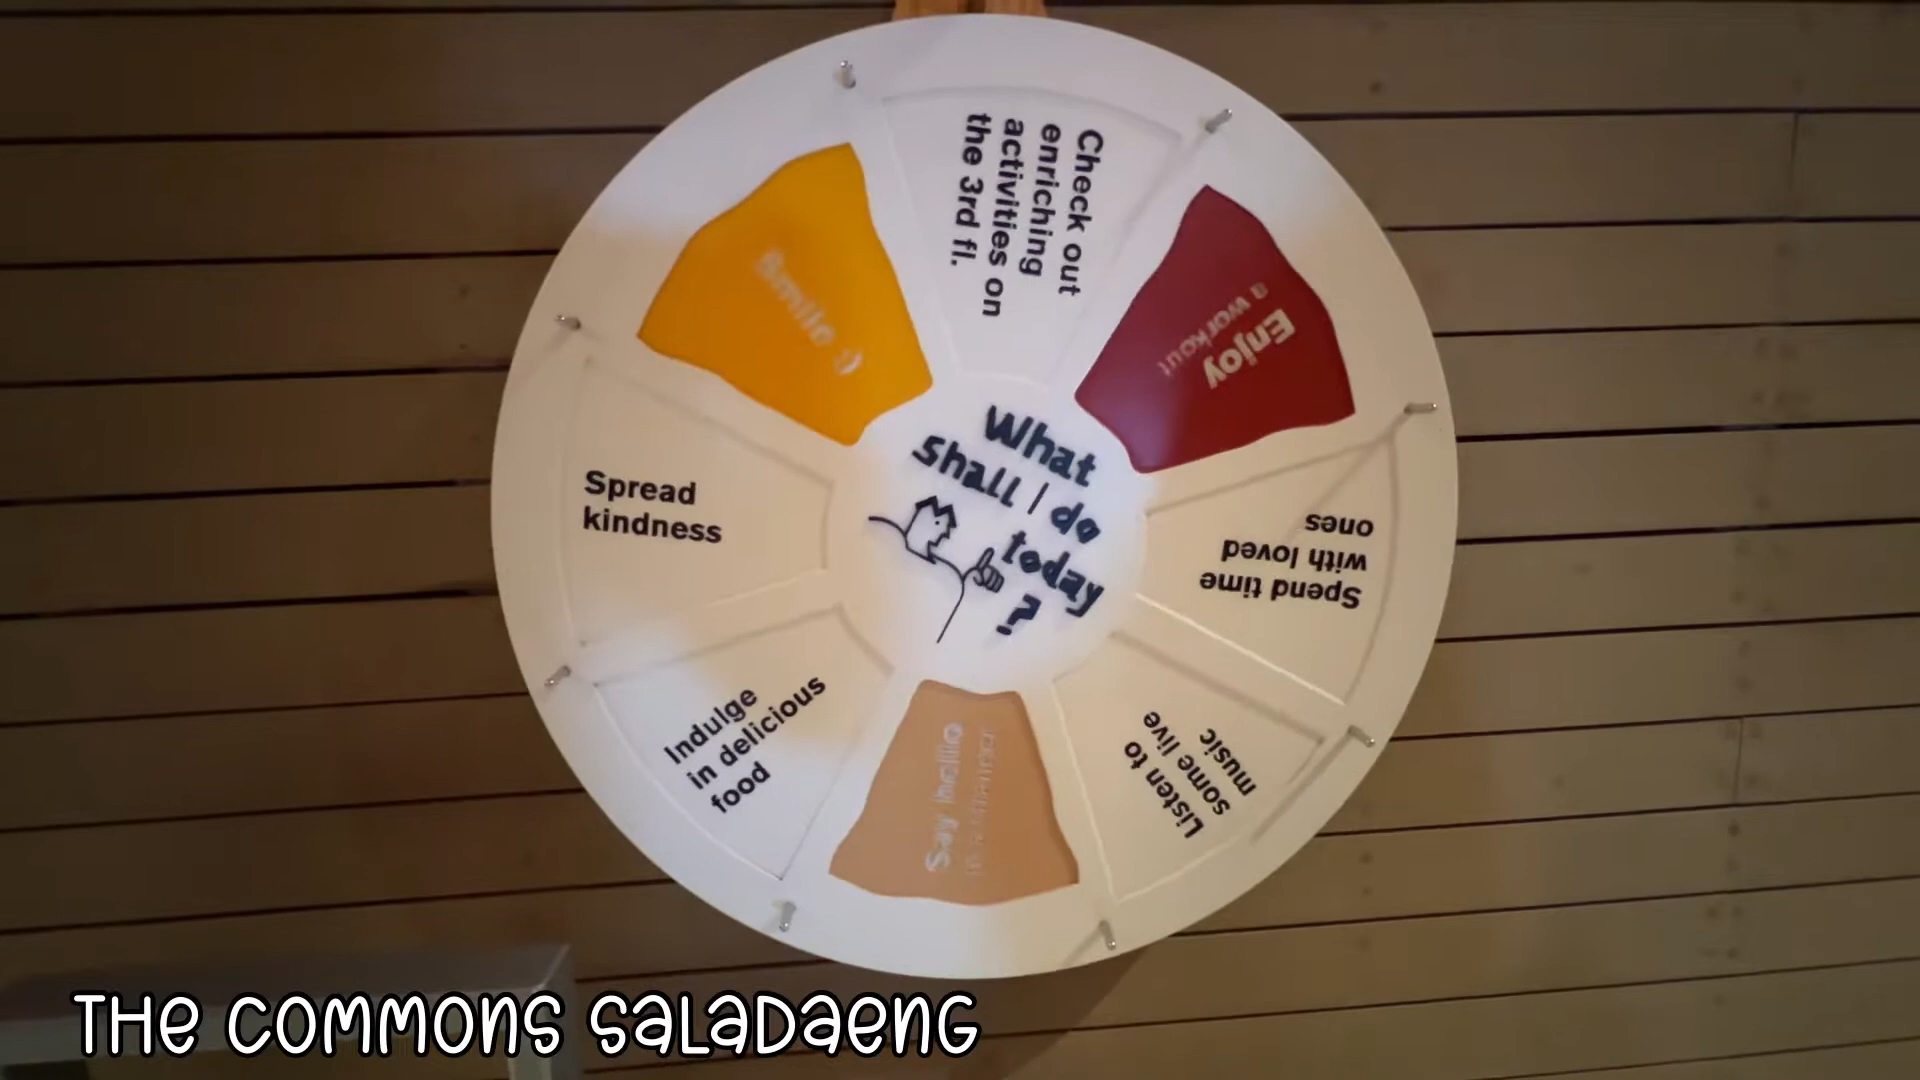 Check out
enriching
activities on
the 3rd fl.
Enjoy
a workout
Spend time
with loved
ones
Listen to
some live
music
Say hello
Indulge
in delicious
food
Spread
kindness
Smile :)
What
shall I do
today
?
THE COMMONS SALADAENG